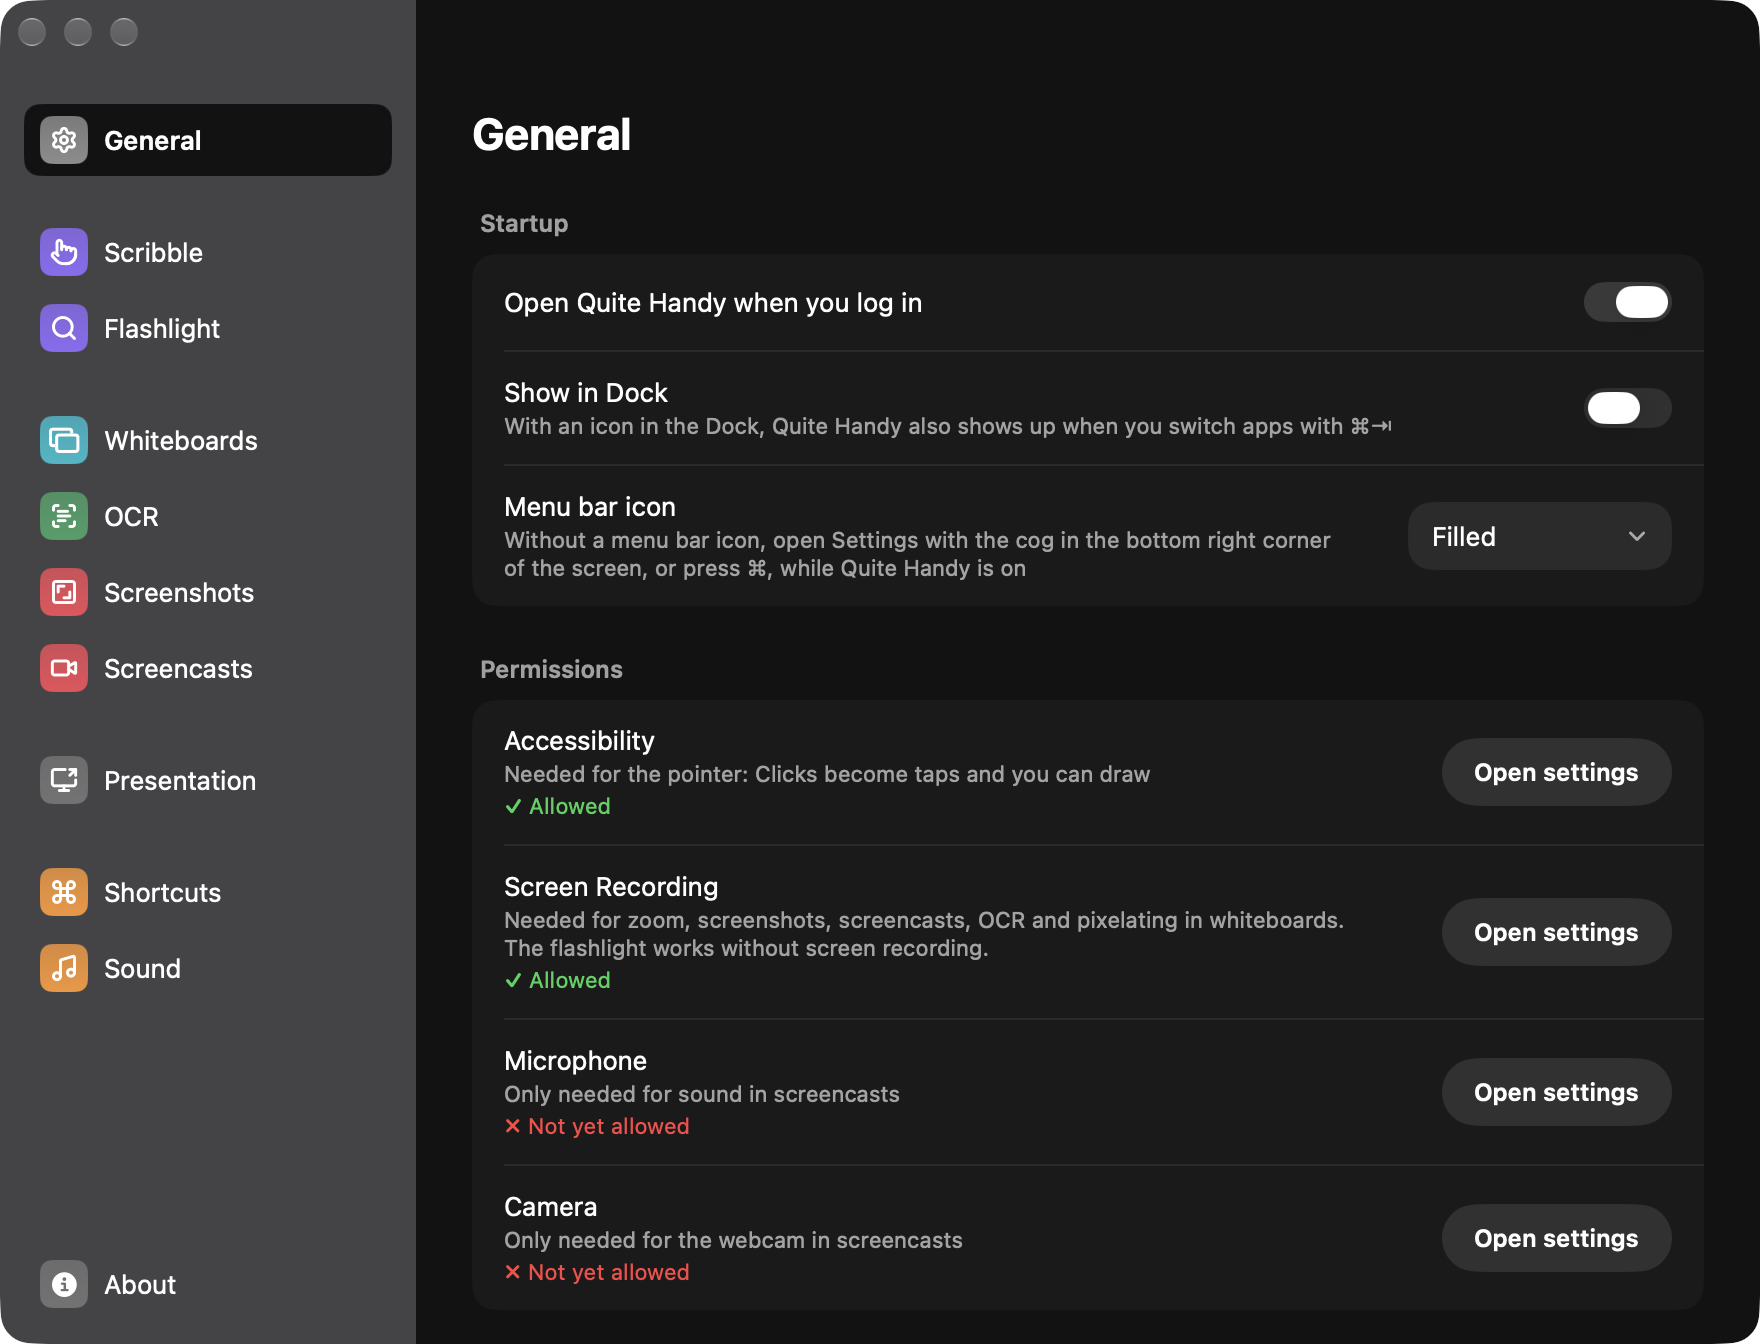 General
Scribble
Flashlight
Whiteboards
OCR
Screenshots
Screencasts
Presentation
Shortcuts
Sound
About
General
Startup
Open Quite Handy when you log in
Show in Dock
With an icon in the Dock, Quite Handy also shows up when you switch apps with ⌘⇥
Menu bar icon
Without a menu bar icon, open Settings with the cog in the bottom right corner
of the screen, or press ⌘, while Quite Handy is on
Filled
Permissions
Accessibility
Needed for the pointer: Clicks become taps and you can draw
✓ Allowed
Open settings
Screen Recording
Needed for zoom, screenshots, screencasts, OCR and pixelating in whiteboards.
The flashlight works without screen recording.
✓ Allowed
Open settings
Microphone
Only needed for sound in screencasts
✕ Not yet allowed
Open settings
Camera
Only needed for the webcam in screencasts
✕ Not yet allowed
Open settings